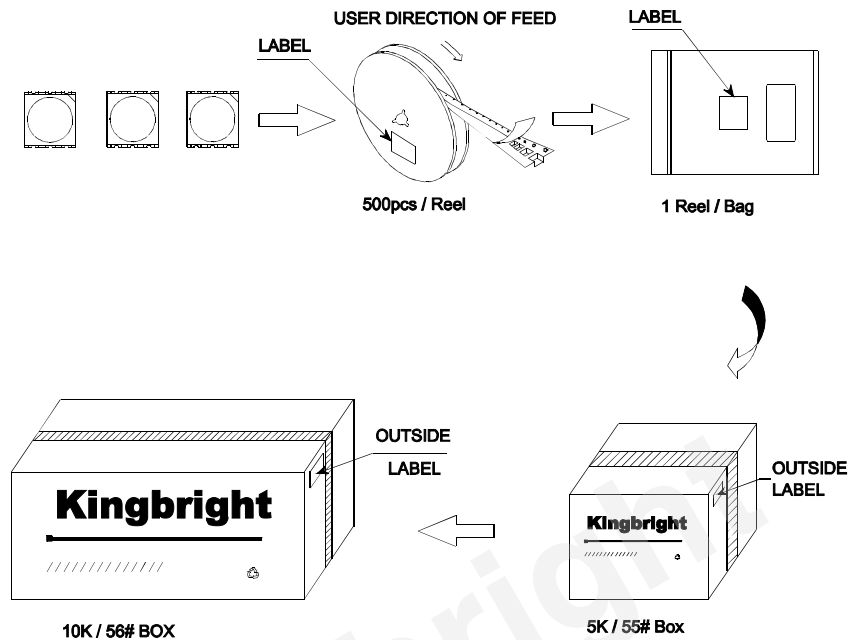 USER DIRECTION OF FEED
LABEL
LABEL
500pcs / Reel
1 Reel / Bag
OUTSIDE
LABEL
OUTSIDE
LABEL
Kingbright
Kingbright
10K / 56# BOX
5K / 55# Box
bright